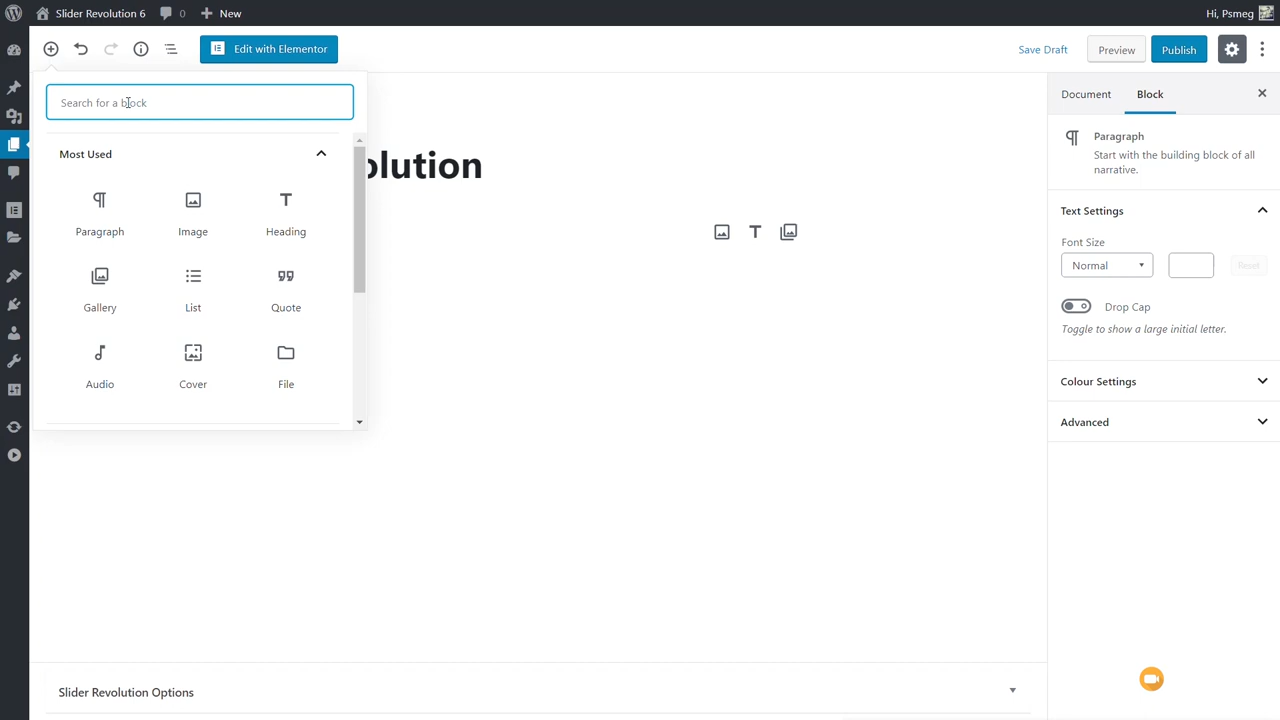 Slider Revolution 6 0 New Hi, Psmeg
Edit with Elementor Save Draft Preview Publish
Search for a block
Document Block
Most Used
olution
Paragraph
Start with the building block of all
narrative.
Paragraph Image Heading
Text Settings
Font Size
Normal Reset
Gallery List Quote
Drop Cap
Toggle to show a large initial letter.
Audio Cover File
Colour Settings
Advanced
Slider Revolution Options